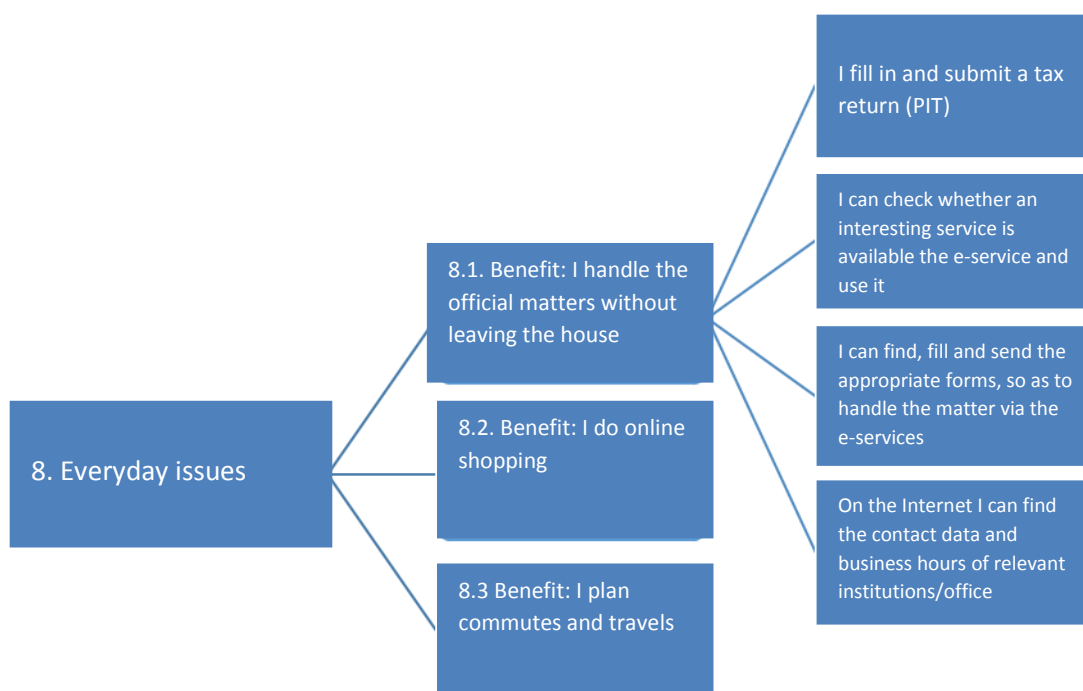 8. Everyday issues
8.1. Benefit: I handle the
official matters without
leaving the house
8.2. Benefit: I do online
shopping
8.3 Benefit: I plan
commutes and travels
I fill in and submit a tax
return (PIT)
I can check whether an
interesting service is
available the e-service and
use it
I can find, fill and send the
appropriate forms, so as to
handle the matter via the
e-services
On the Internet I can find
the contact data and
business hours of relevant
institutions/office